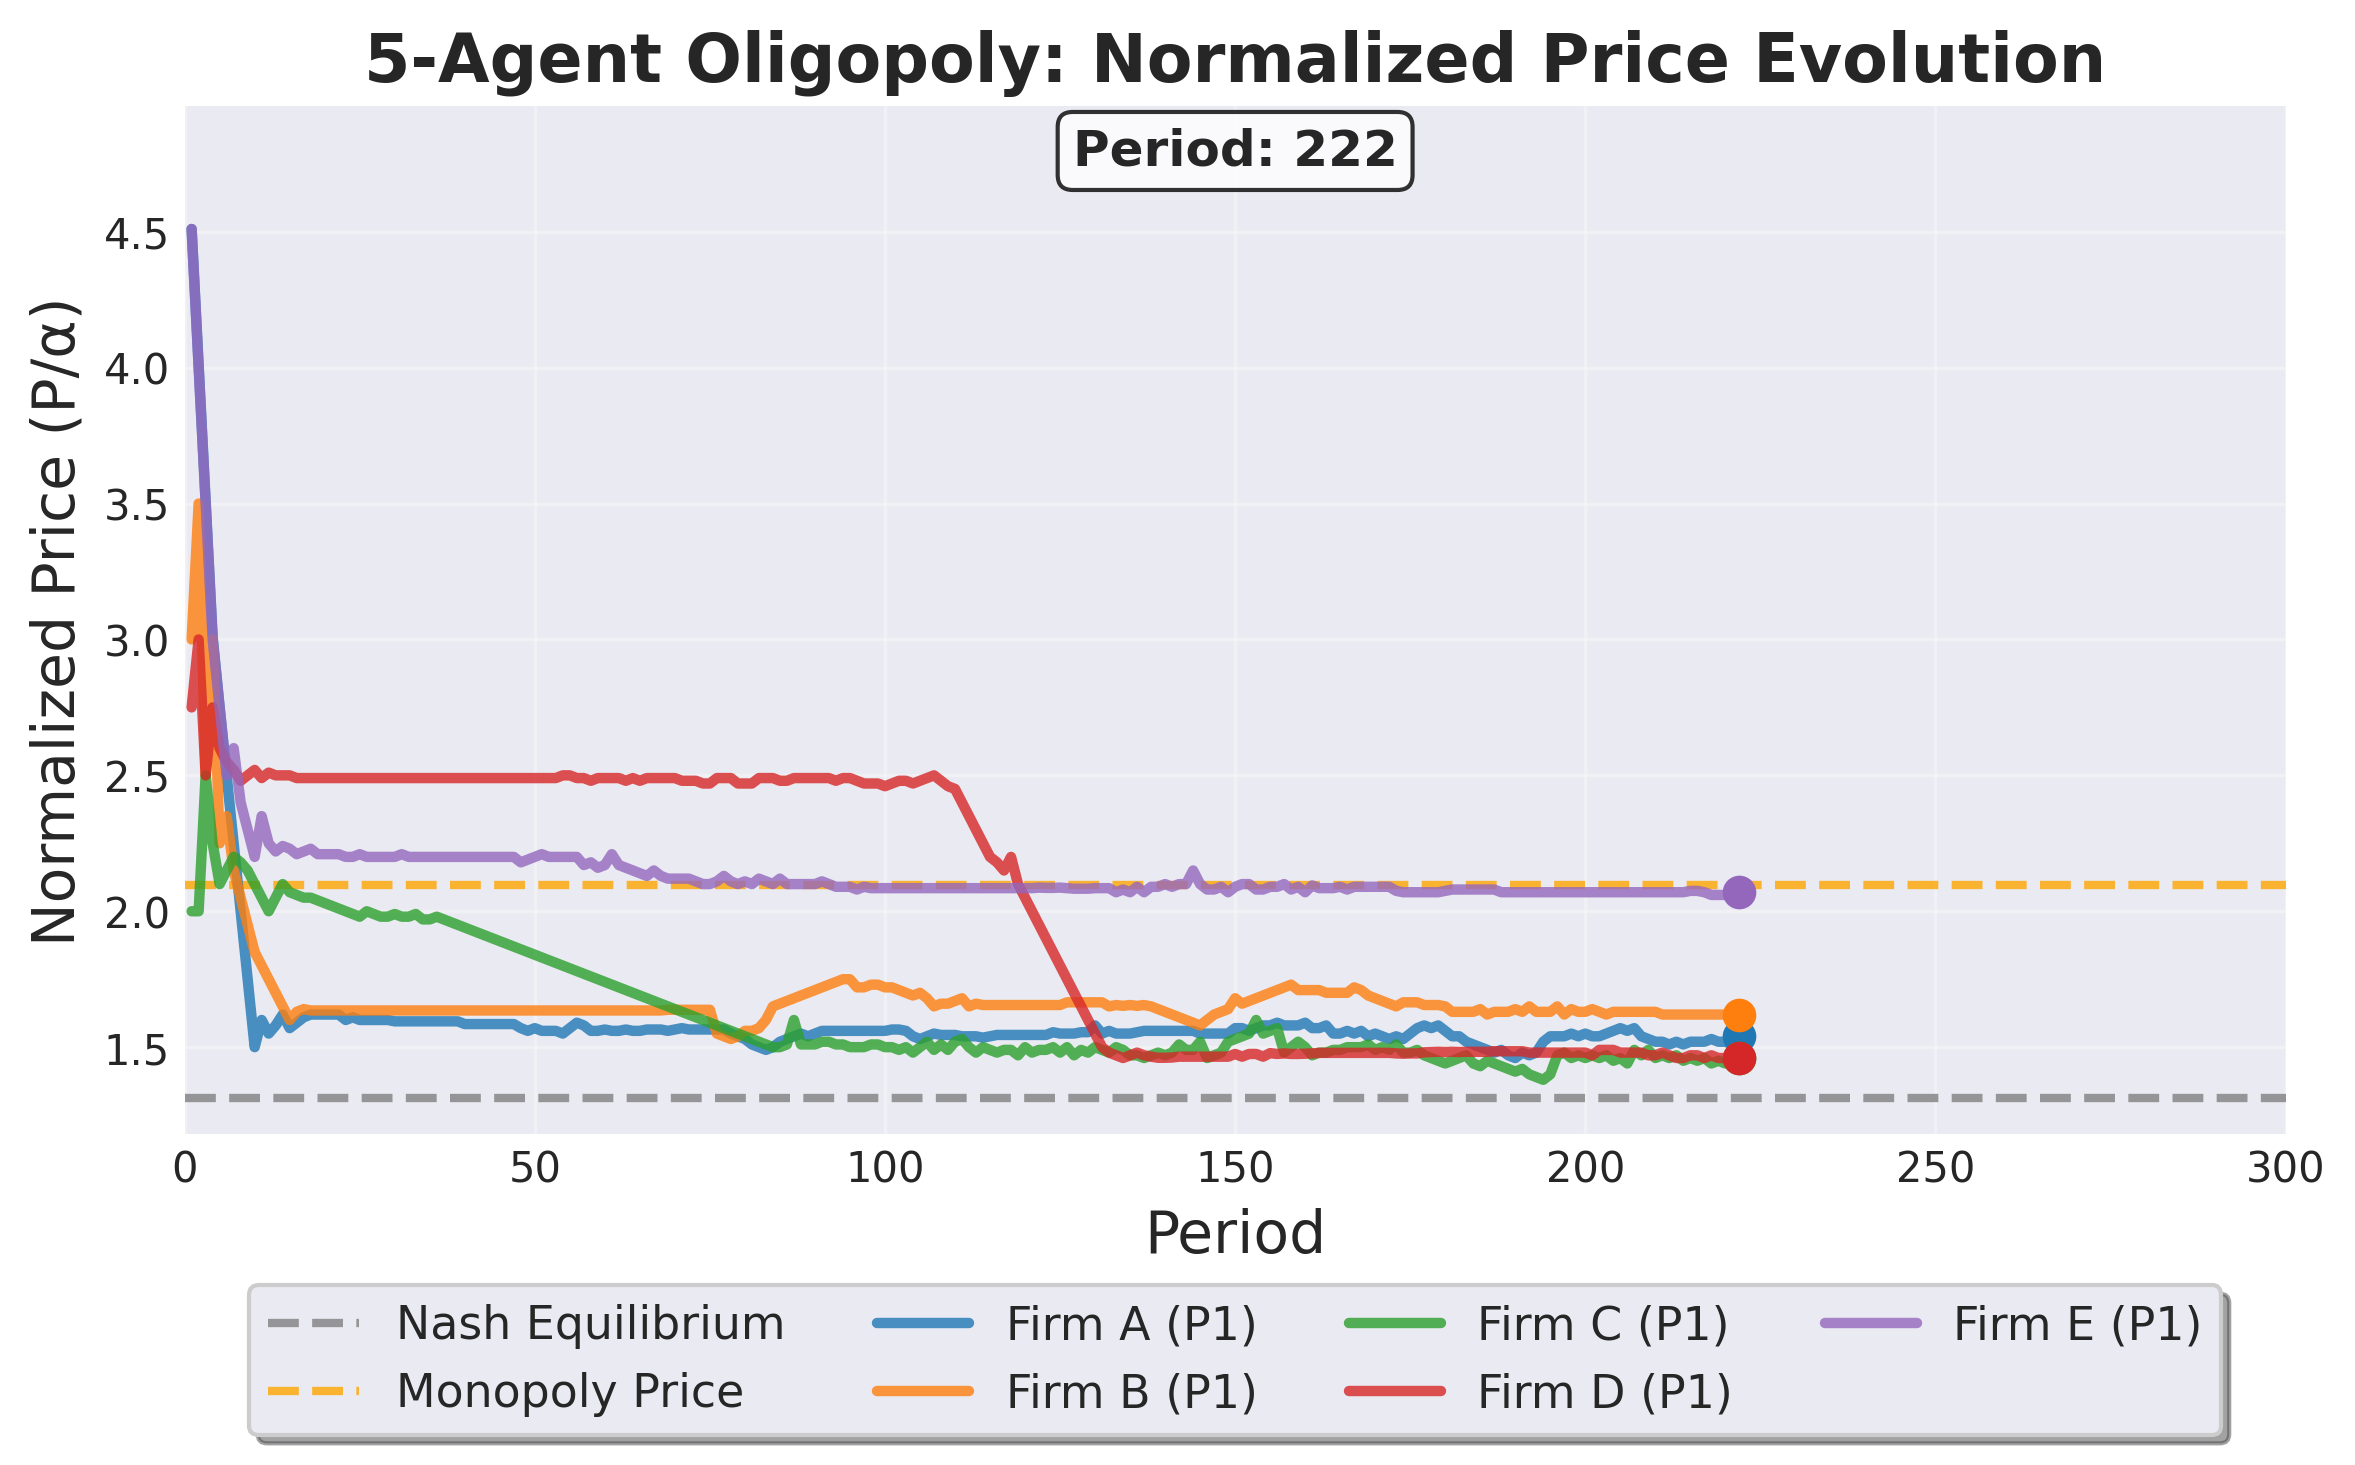 5-Agent Oligopoly: Normalized Price Evolution
Period: 222
Normalized Price (P/α)
4.5
4.0
3.5
3.0
2.5
2.0
1.5
0 50 100 150 200 250 300
Period
Nash Equilibrium Firm A (P1) Firm C (P1) Firm E (P1)
Monopoly Price Firm B (P1) Firm D (P1)